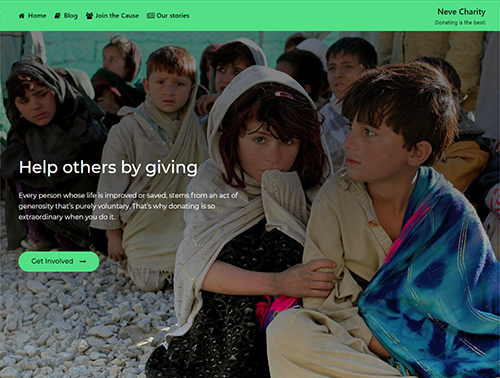 Home Blog Join the Cause Our stories
Neve Charity
Donating is the best!
Help others by giving
Every person whose life is improved or saved, stems from an act of
generosity that's purely voluntary. That's why donating is so
extraordinary when you do it.
Get Involved →